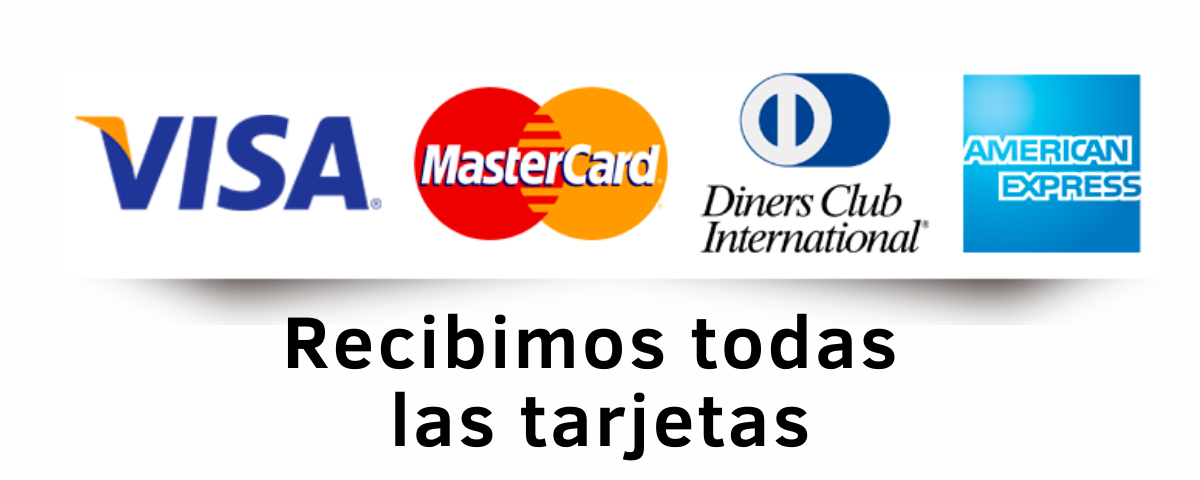 VISA®
MasterCard
Diners Club
International®
AMERICAN
EXPRESS
Recibimos todas
las tarjetas